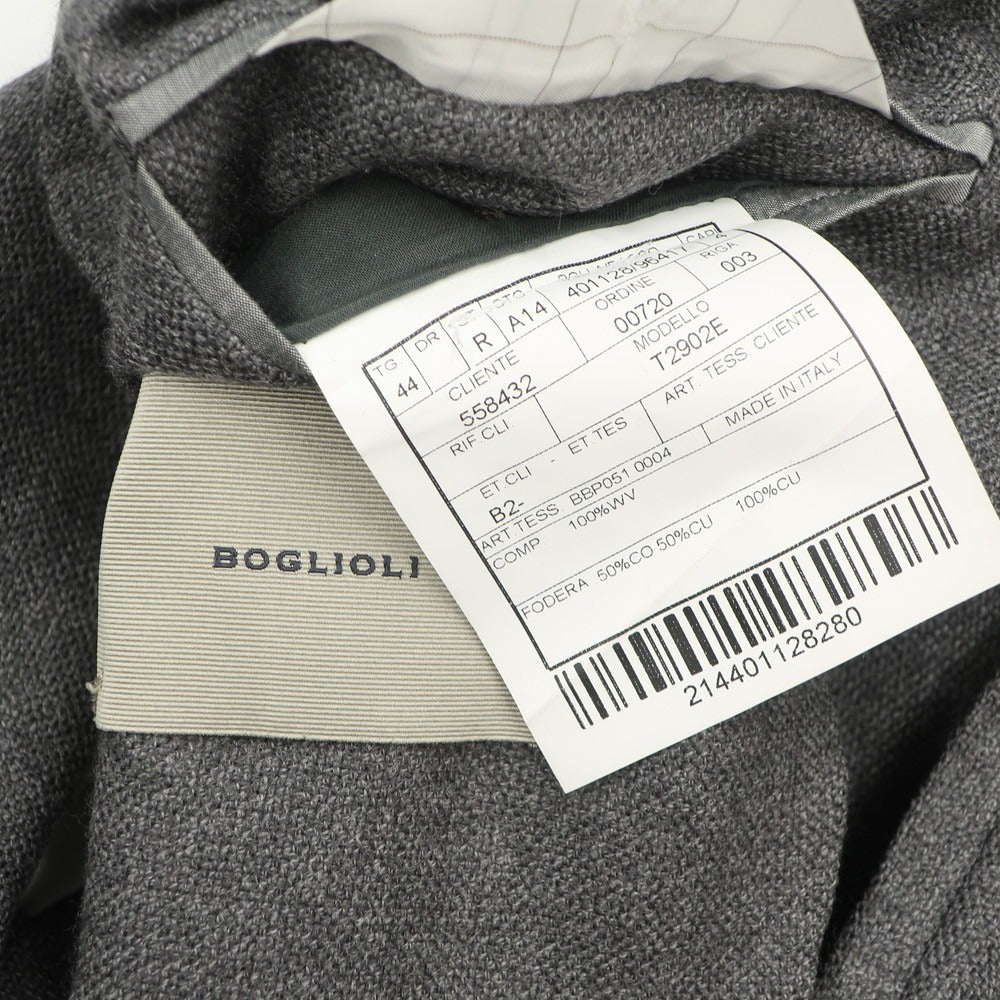 BOGLIOLI
CAP
TG DR R A14 401128/96417 RIGA
44 ORDINE 003
CLIENTE 00720
558432 MODELLO
RIF CLI T2902E
ET.CLI - ET.TES ART. TESS CLIENTE
B2-
ART.TESS BBP051 0004 MADE IN ITALY
COMP 100%WV
FODERA 50%CO 50%CU 100%CU
214401128280